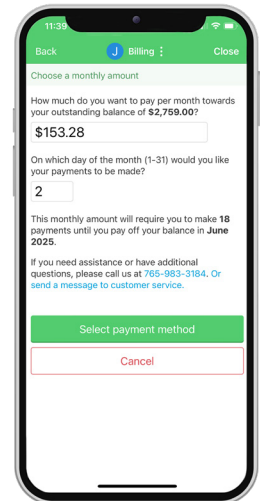 11:39
Back
J
Billing
Close
Choose a monthly amount
How much do you want to pay per month towards
your outstanding balance of $2,759.00?
$153.28
On which day of the month (1-31) would you like
your payments to be made?
2
This monthly amount will require you to make 18
payments until you pay off your balance in June
2025.
If you need assistance or have additional
questions, please call us at 765-983-3184. Or
send a message to customer service.
Select payment method
Cancel